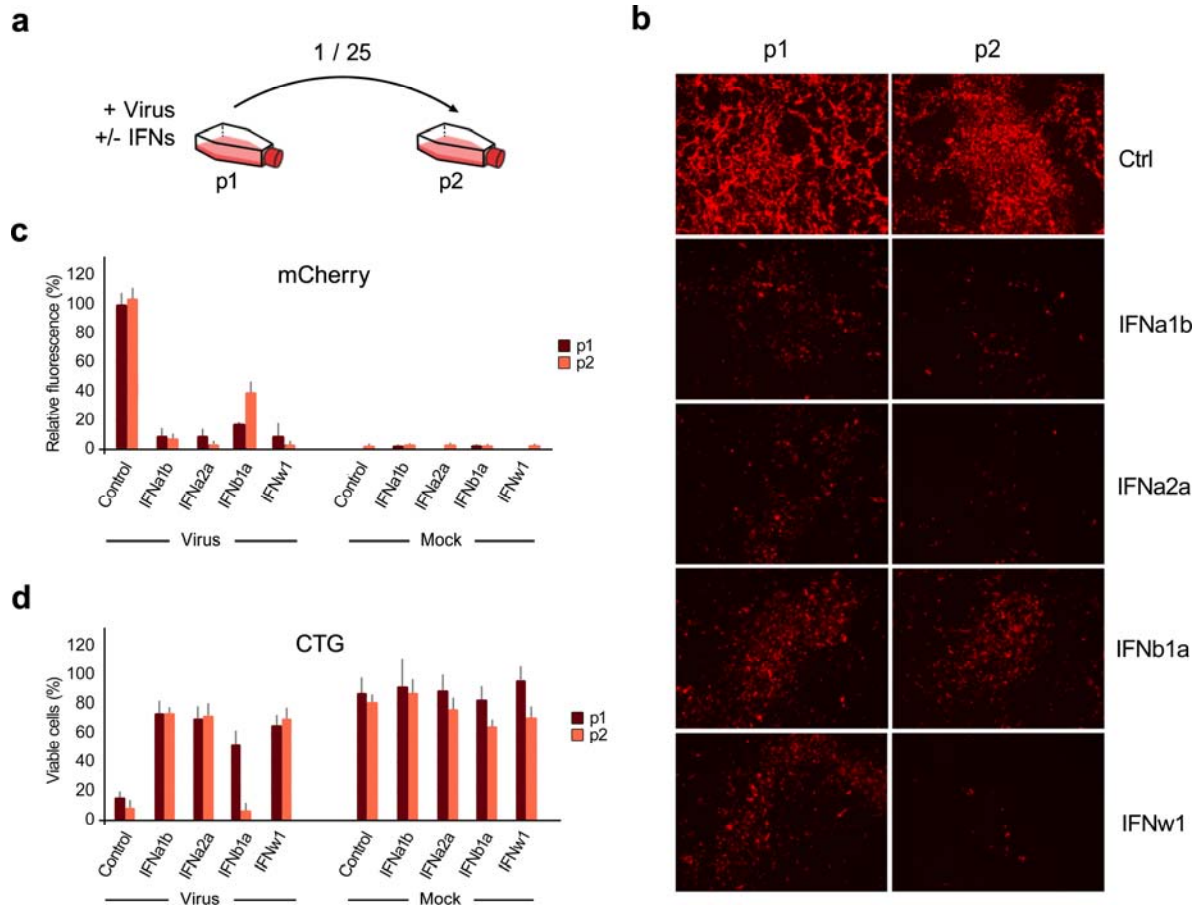 a
1 / 25
+ Virus
+/- IFNs
p1
p2
b
p1
p2
Ctrl
IFNa1b
IFNa2a
IFNb1a
IFNw1
c
mCherry
Relative fluorescence (%)
120
100
80
60
40
20
0
p1
p2
Control
IFNa1b
IFNa2a
IFNb1a
IFNw1
Control
IFNa1b
IFNa2a
IFNb1a
IFNw1
Virus
Mock
d
CTG
Viable cells (%)
120
100
80
60
40
20
0
p1
p2
Control
IFNa1b
IFNa2a
IFNb1a
IFNw1
Control
IFNa1b
IFNa2a
IFNb1a
IFNw1
Virus
Mock